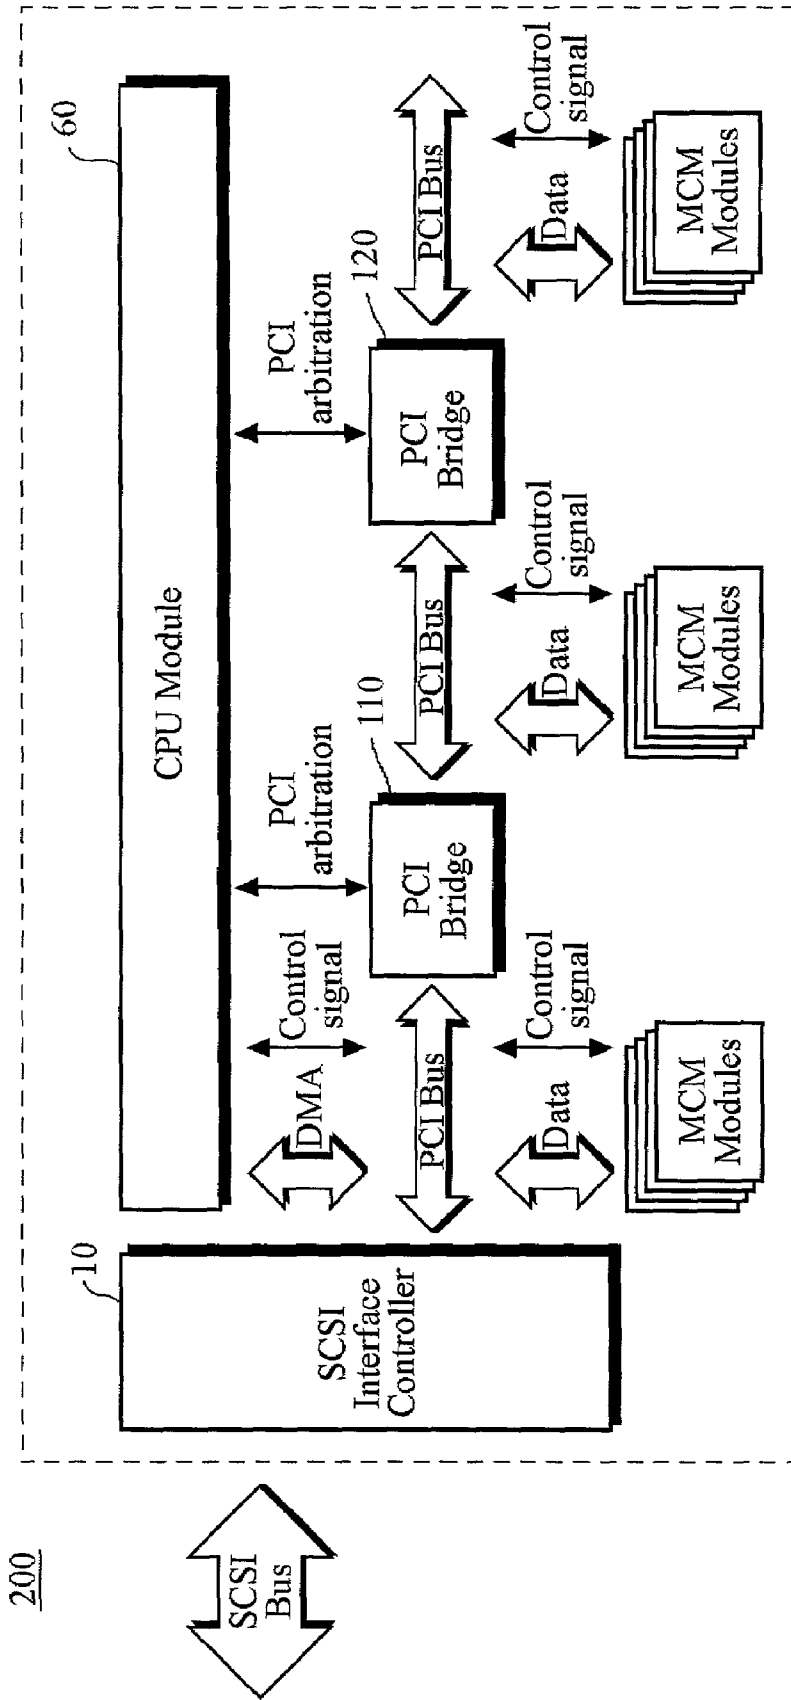 200
SCSI
Bus
10
SCSI
Interface
Controller
60
CPU Module
DMA
Control
signal
PCI
arbitration
PCI
arbitration
PCI Bus
110
PCI
Bridge
PCI Bus
120
PCI
Bridge
PCI Bus
Data
Control
signal
Data
Control
signal
Data
Control
signal
MCM
Modules
MCM
Modules
MCM
Modules